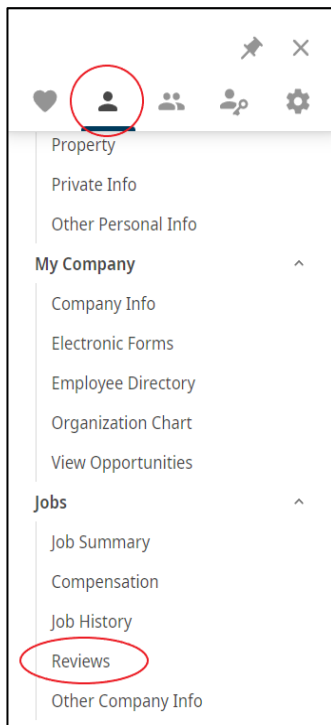 Property
Private Info
Other Personal Info
My Company
Company Info
Electronic Forms
Employee Directory
Organization Chart
View Opportunities
Jobs
Job Summary
Compensation
Job History
Reviews
Other Company Info